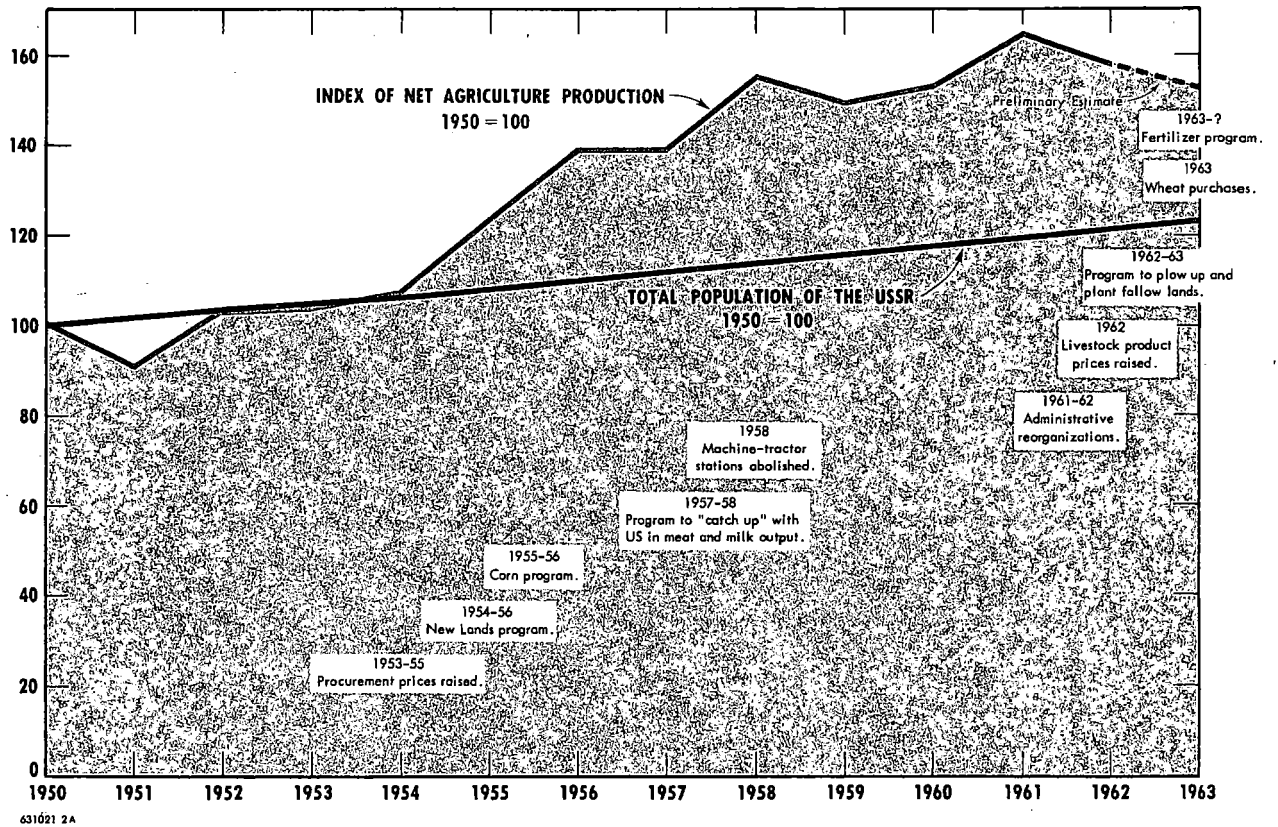 160
140
120
100
80
60
40
20
0
INDEX OF NET AGRICULTURE PRODUCTION
1950 = 100
Preliminary Estimate
1963-?
Fertilizer program.
1963
Wheat purchases.
TOTAL POPULATION OF THE USSR
1950 = 100
1962-63
Program to plow up and
plant fallow lands.
1962
Livestock product
prices raised.
1961-62
Administrative
reorganizations.
1958
Machine-tractor
stations abolished.
1957-58
Program to "catch up" with
US in meat and milk output.
1955-56
Corn program.
1954-56
New Lands program.
1953-55
Procurement prices raised.
1950 1951 1952 1953 1954 1955 1956 1957 1958 1959 1960 1961 1962 1963
631021 2A